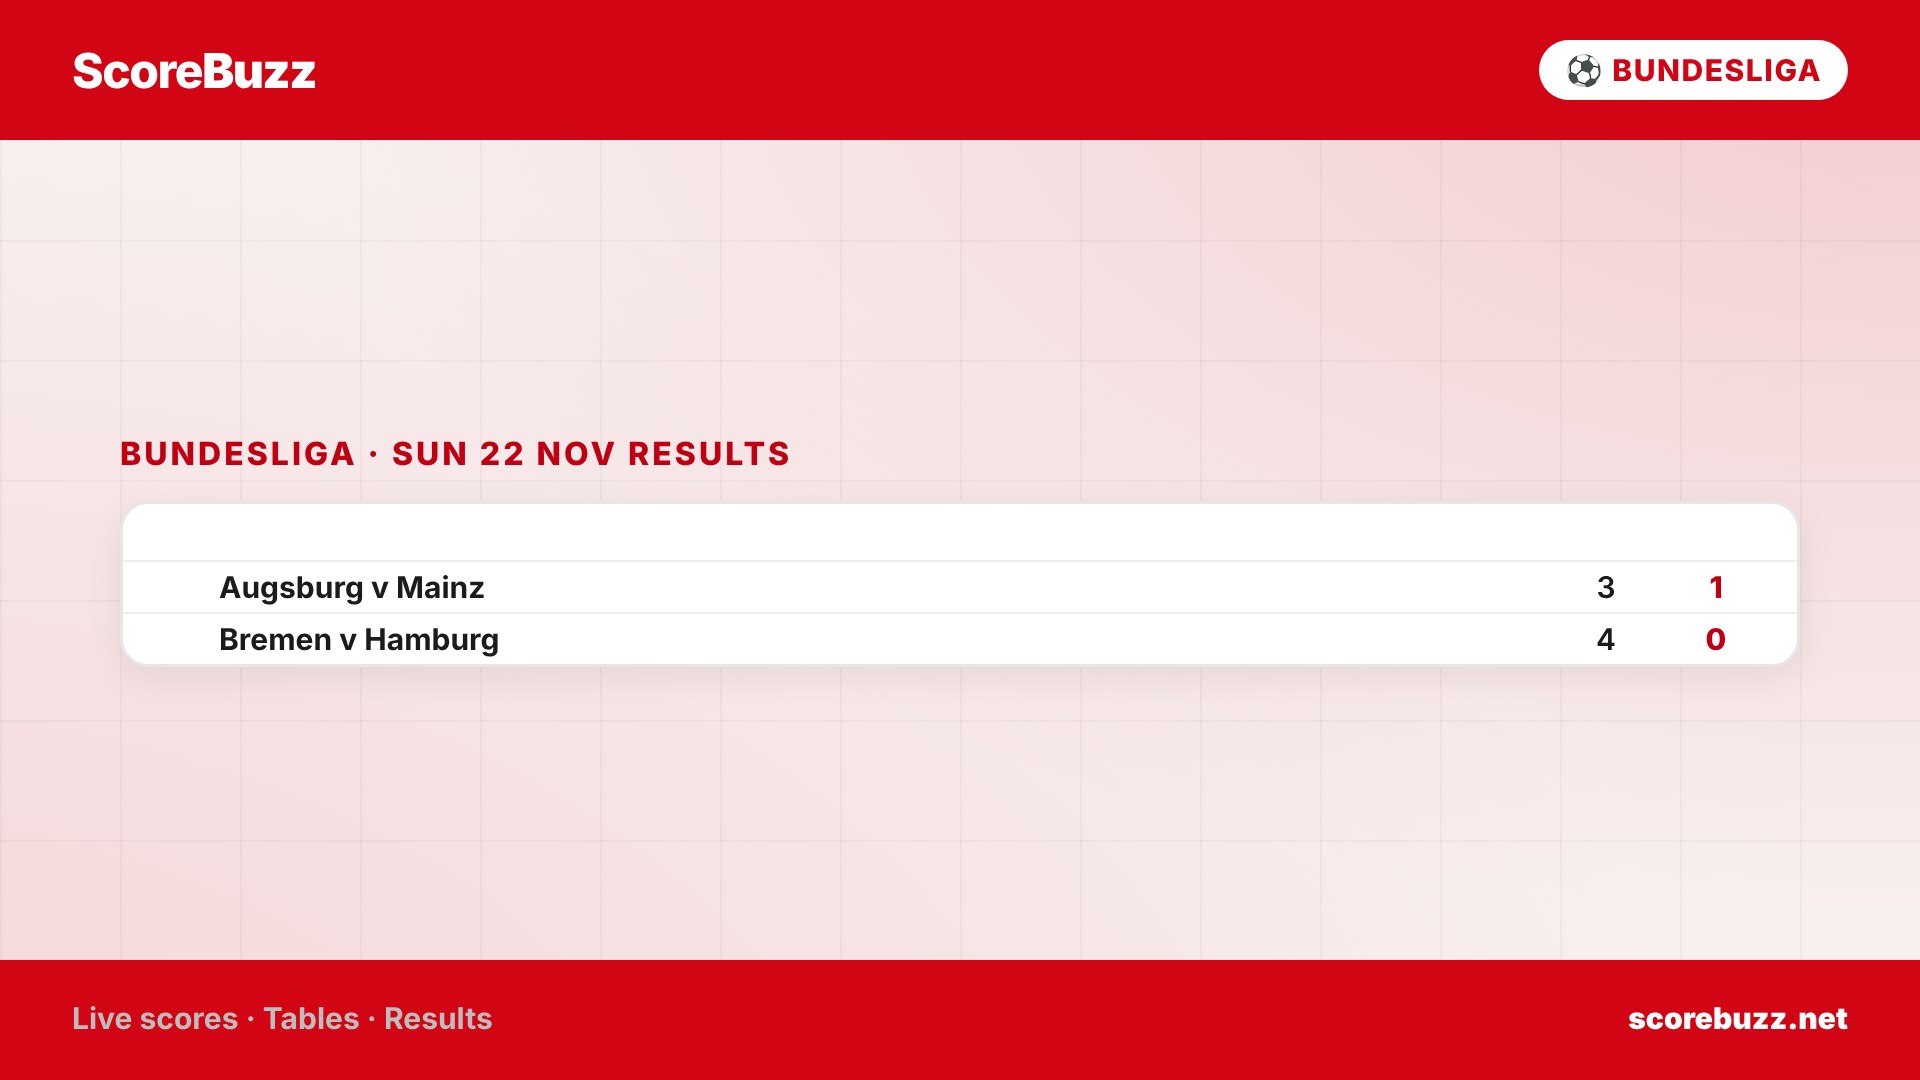 ScoreBuzz
⚽ BUNDESLIGA
BUNDESLIGA · SUN 22 NOV RESULTS
Augsburg v Mainz 3 1
Bremen v Hamburg 4 0
Live scores · Tables · Results
scorebuzz.net